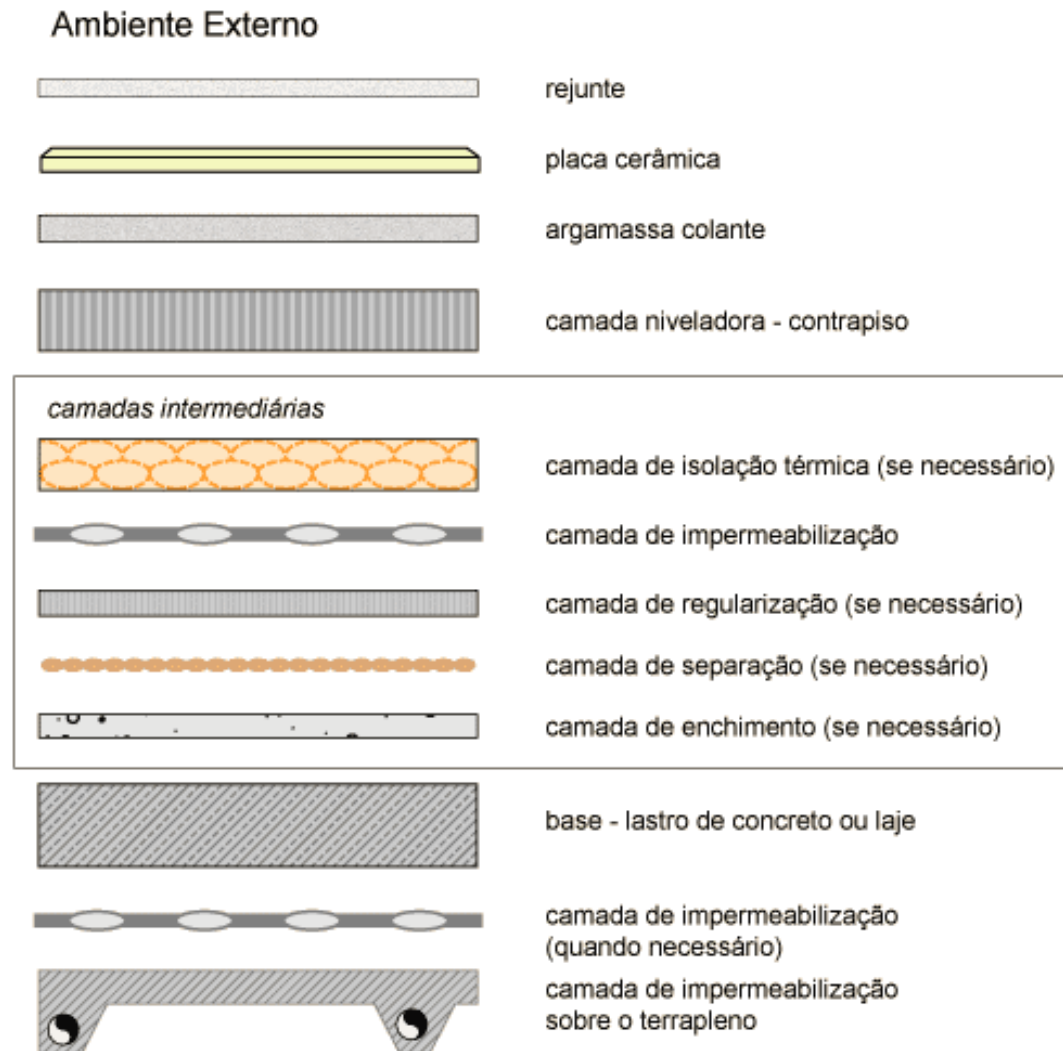 Ambiente Externo
rejunte
placa cerâmica
argamassa colante
camada niveladora - contrapiso
camadas intermediárias
camada de isolação térmica (se necessário)
camada de impermeabilização
camada de regularização (se necessário)
camada de separação (se necessário)
camada de enchimento (se necessário)
base - lastro de concreto ou laje
camada de impermeabilização
(quando necessário)
camada de impermeabilização
sobre o terrapleno